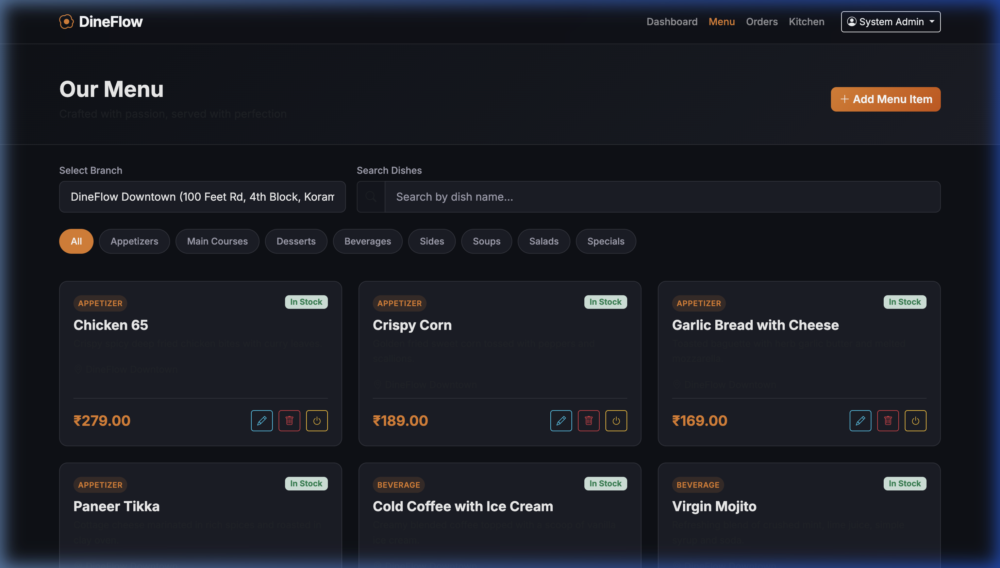 DineFlow
Dashboard Menu Orders Kitchen System Admin
Our Menu
Crafted with passion, served with perfection
+ Add Menu Item
Select Branch
Search Dishes
DineFlow Downtown (100 Feet Rd, 4th Block, Koram
Search by dish name...
All Appetizers Main Courses Desserts Beverages Sides Soups Salads Specials
APPETIZER In Stock
Chicken 65
Crispy spicy deep fried chicken bites with curry leaves.
DineFlow Downtown
₹279.00
APPETIZER In Stock
Crispy Corn
Golden fried sweet corn tossed with peppers and
scallions.
DineFlow Downtown
₹189.00
APPETIZER In Stock
Garlic Bread with Cheese
Toasted baguette with herb garlic butter and melted
mozzarella.
DineFlow Downtown
₹169.00
APPETIZER In Stock
Paneer Tikka
Cottage cheese marinated in rich spices and roasted in
clay oven.
DineFlow Downtown
BEVERAGE In Stock
Cold Coffee with Ice Cream
Creamy blended coffee topped with a scoop of vanilla
ice cream.
DineFlow Downtown
BEVERAGE In Stock
Virgin Mojito
Refreshing blend of crushed mint, lime juice, simple
syrup and soda.
DineFlow Downtown